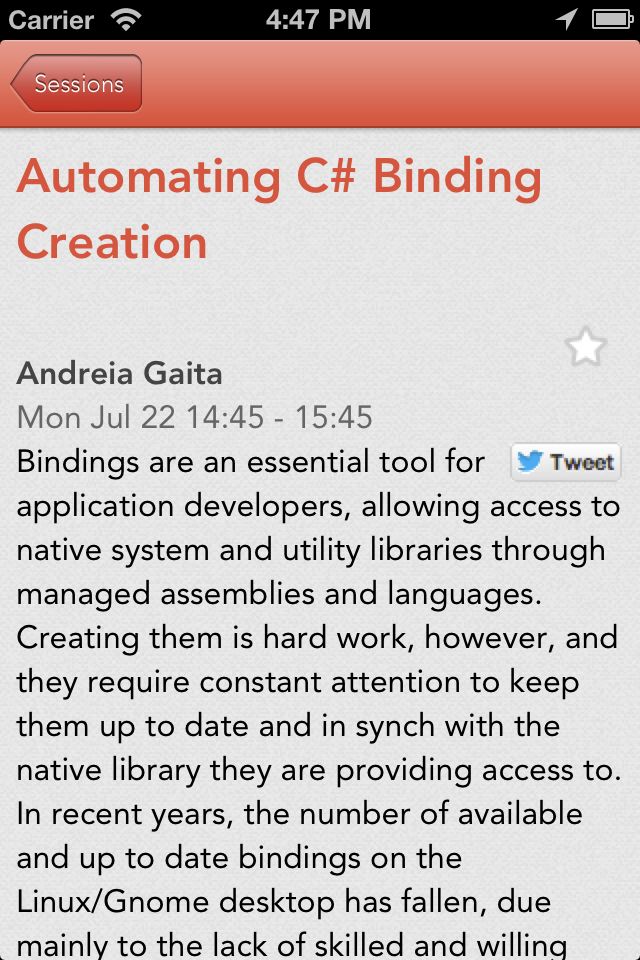 Carrier 4:47 PM
Sessions
Automating C# Binding
Creation
Andreia Gaita
Mon Jul 22 14:45 - 15:45
Bindings are an essential tool for
Tweet
application developers, allowing access to
native system and utility libraries through
managed assemblies and languages.
Creating them is hard work, however, and
they require constant attention to keep
them up to date and in synch with the
native library they are providing access to.
In recent years, the number of available
and up to date bindings on the
Linux/Gnome desktop has fallen, due
mainly to the lack of skilled and willing